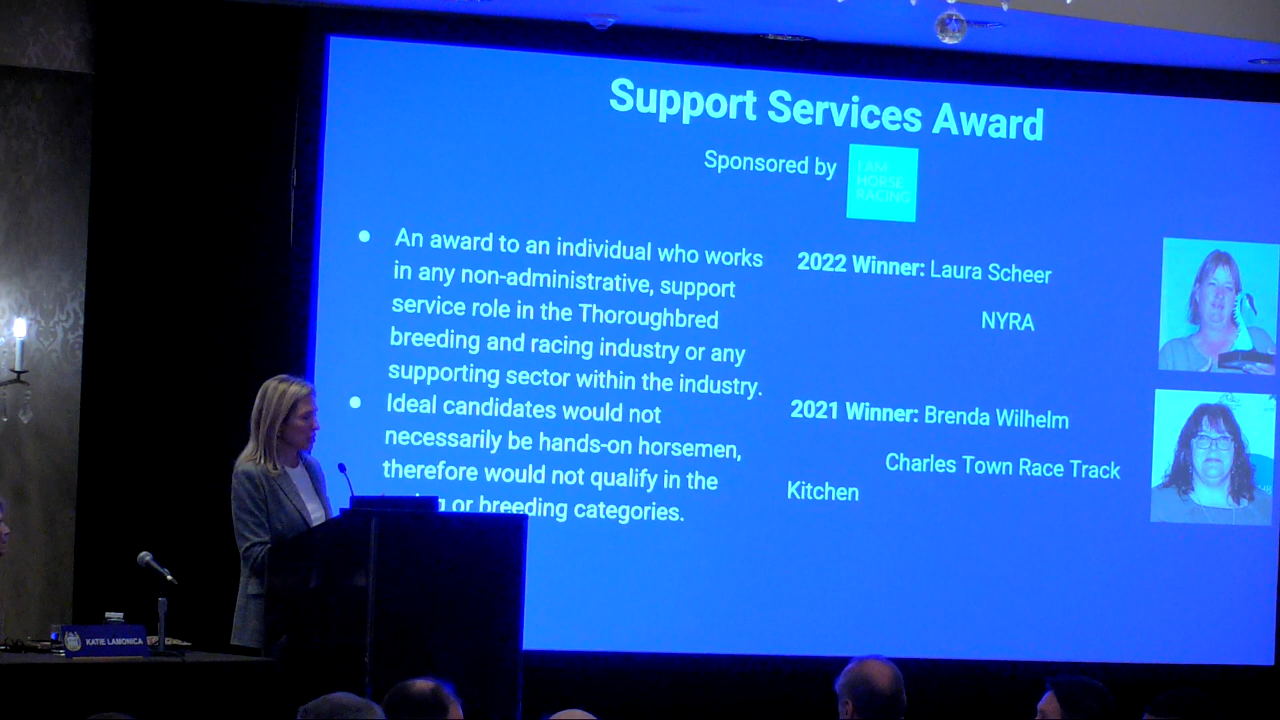 Support Services Award
Sponsored by
I AM
HORSE
RACING
An award to an individual who works
in any non-administrative, support
service role in the Thoroughbred
breeding and racing industry or any
supporting sector within the industry.
Ideal candidates would not
necessarily be hands-on horsemen,
therefore would not qualify in the
or breeding categories.
2022 Winner: Laura Scheer
NYRA
2021 Winner: Brenda Wilhelm
Charles Town Race Track
Kitchen
KATIE LAMONICA